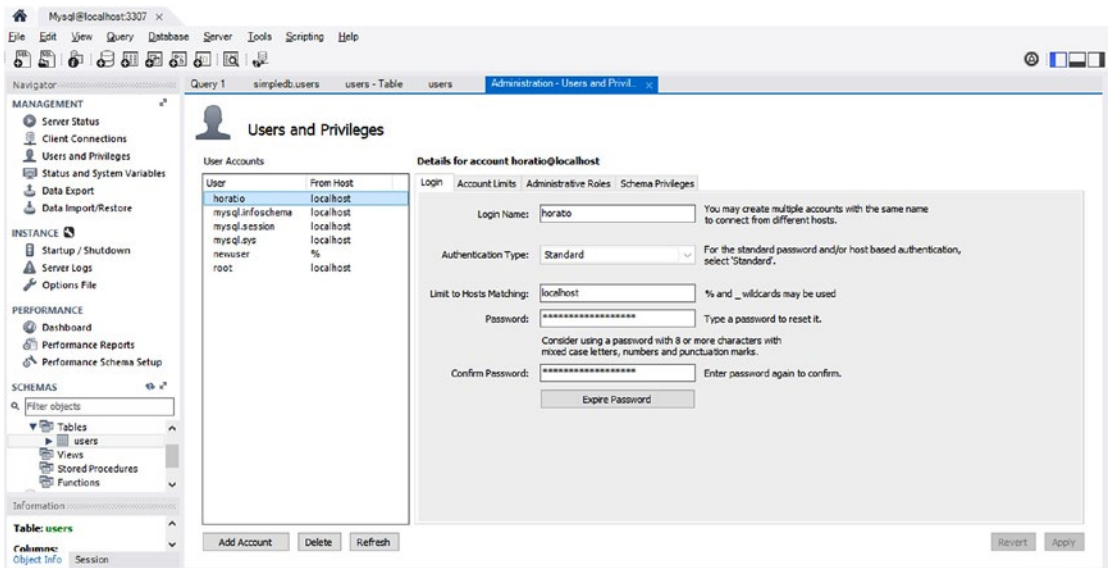 Mysql@localhost:3307 ×
File Edit View Query Database Server Tools Scripting Help
Navigator
Query 1 simpledb.users users - Table users Administration - Users and Privil... ×
MANAGEMENT
Server Status
Client Connections
Users and Privileges
Status and System Variables
Data Export
Data Import/Restore
INSTANCE
Startup / Shutdown
Server Logs
Options File
PERFORMANCE
Dashboard
Performance Reports
Performance Schema Setup
SCHEMAS
Filter objects
Tables
users
Views
Stored Procedures
Functions
Information
Table: users
Columns:
Object Info Session
Users and Privileges
User Accounts
User From Host
horatio localhost
mysql.infoschema localhost
mysql.session localhost
mysql.sys localhost
newuser %
root localhost
Add Account Delete Refresh
Details for account horatio@localhost
Login Account Limits Administrative Roles Schema Privileges
Login Name: horatio You may create multiple accounts with the same name
to connect from different hosts.
Authentication Type: Standard For the standard password and/or host based authentication,
select 'Standard'.
Limit to Hosts Matching: localhost % and _ wildcards may be used
Password: ****************** Type a password to reset it.
Consider using a password with 8 or more characters with
mixed case letters, numbers and punctuation marks.
Confirm Password: ****************** Enter password again to confirm.
Expire Password
Revert Apply